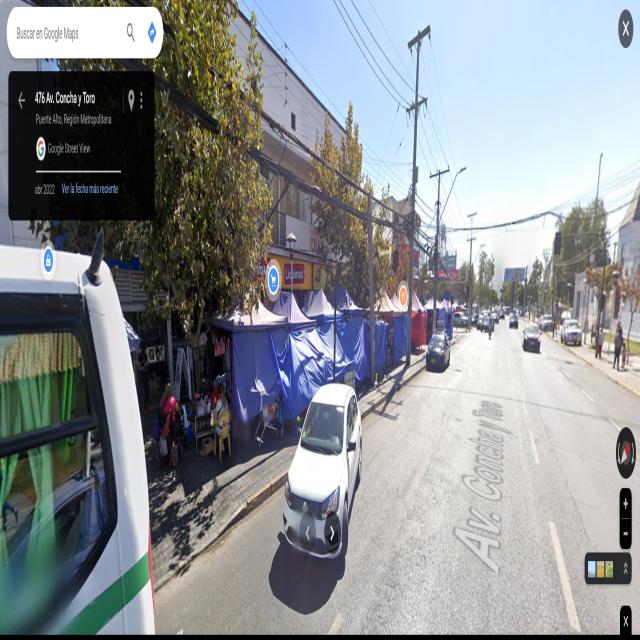 Buscar en Google Maps
476 Av. Concha y Toro
Puente Alto, Región Metropolitana
Google Street View
abr 2022 Ver la fecha más reciente
Av. Concha y Toro